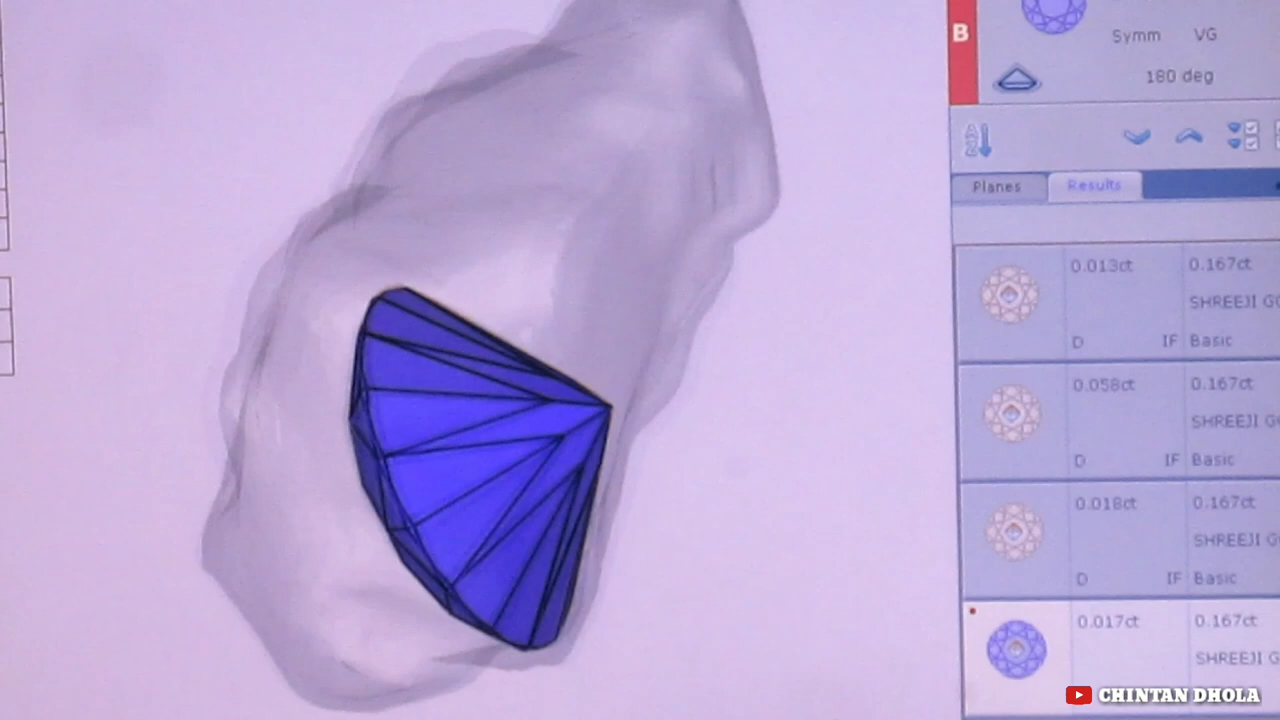 B
Symm VG
180 deg
Planes Results
0.013ct 0.167ct
SHREEJI
D IF Basic
0.058ct 0.167ct
SHREEJI
D IF Basic
0.018ct 0.167ct
SHREEJI
D IF Basic
0.017ct 0.167ct
SHREEJI
CHINTAN DHOLA